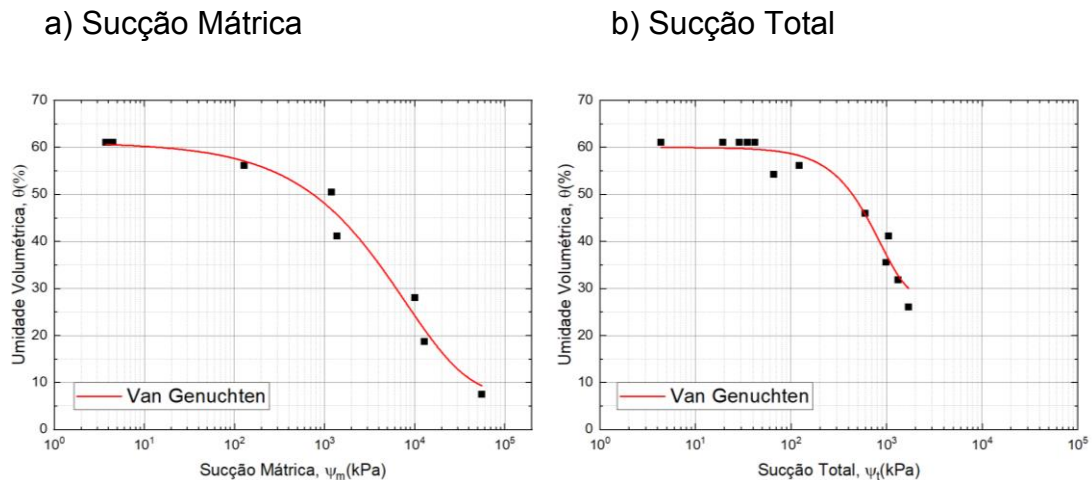 a) Sucção Mátrica
b) Sucção Total
70
60
50
40
30
20
10
0
Umidade Volumétrica, θ(%)
Van Genuchten
10⁰ 10¹ 10² 10³ 10⁴ 10⁵
Sucção Mátrica, ψm(kPa)
70
60
50
40
30
20
10
0
Umidade Volumétrica, θ(%)
Van Genuchten
10⁰ 10¹ 10² 10³ 10⁴ 10⁵
Sucção Total, ψt(kPa)